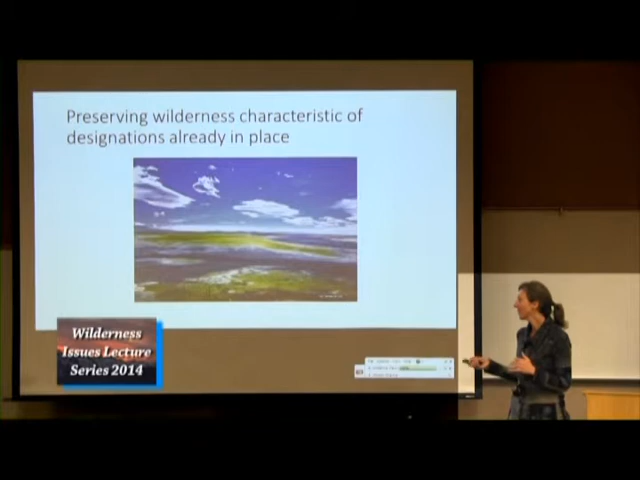 Preserving wilderness characteristic of
designations already in place
Wilderness
Issues Lecture
Series 2014